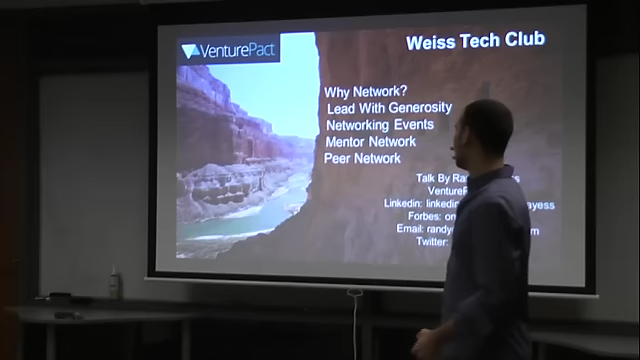 VenturePact
Weiss Tech Club
Why Network?
Lead With Generosity
Networking Events
Mentor Network
Peer Network
Talk By
Linkedin:
Forbes:
Email:
Twitter: